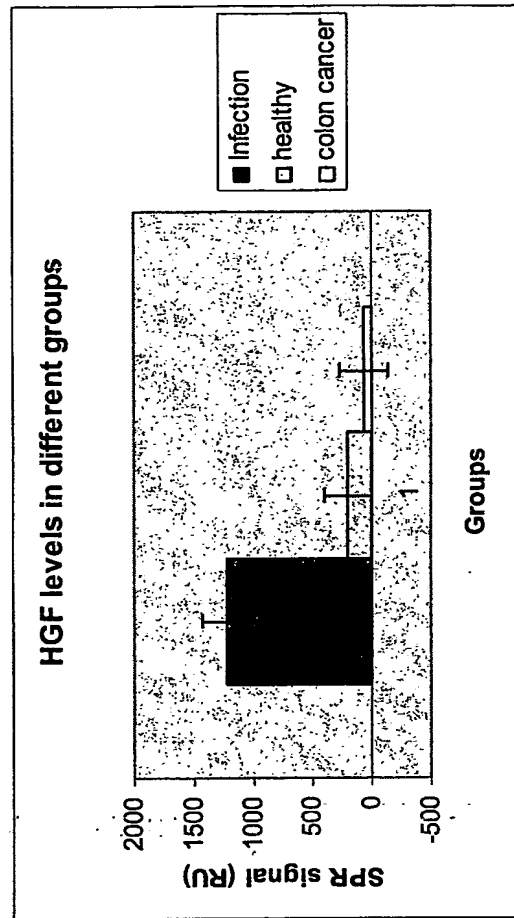 HGF levels in different groups
2000
1500
1000
500
0
-500
SPR signal (RU)
1
Groups
Infection
healthy
colon cancer